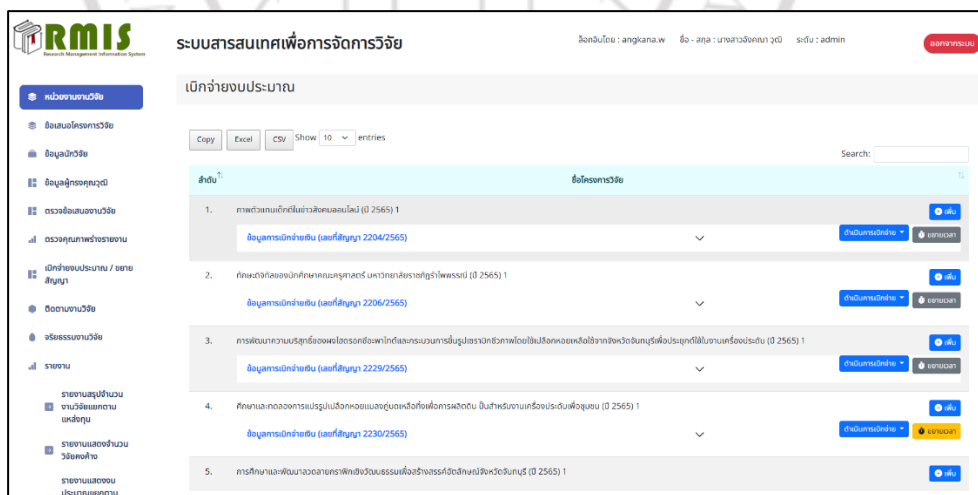 RMIS
Research Management Information System
ระบบสารสนเทศเพื่อการจัดการวิจัย
ล็อกอินโดย : angkana.w ชื่อ - สกุล : นางสาวอังคณา วุฒิ ระดับ : admin
ออกจากระบบ
หน่วยงานงานวิจัย
ข้อเสนอโครงการวิจัย
ข้อมูลนักวิจัย
ข้อมูลผู้ทรงคุณวุฒิ
ตรวจข้อเสนองานวิจัย
ตรวจคุณภาพร่างรายงาน
เบิกจ่ายงบประมาณ / ขยาย
สัญญา
ติดตามงานวิจัย
จริยธรรมงานวิจัย
รายงาน
รายงานสรุปจำนวน
งานวิจัยแยกตาม
แหล่งทุน
รายงานแสดงจำนวน
วิจัยคงค้าง
รายงานแสดงงบ
ประมาณแยกตาม
เบิกจ่ายงบประมาณ
Copy Excel CSV Show 10 entries
Search:
ลำดับ ชื่อโครงการวิจัย
1. ภาพตัวแทนเด็กดีในข่าวสังคมออนไลน์ (ปี 2565) 1 เพิ่ม
ข้อมูลการเบิกจ่ายเงิน (เลขที่สัญญา 2204/2565) ดำเนินการเบิกจ่าย ขยายเวลา
2. ทักษะดิจิทัลของนักศึกษาคณะครุศาสตร์ มหาวิทยาลัยราชภัฏรำไพพรรณี (ปี 2565) 1 เพิ่ม
ข้อมูลการเบิกจ่ายเงิน (เลขที่สัญญา 2206/2565) ดำเนินการเบิกจ่าย ขยายเวลา
3. การพัฒนาความบริสุทธิ์ของผงไฮดรอกซีอะพาไทต์และกระบวนการขึ้นรูปเซรามิกชีวภาพโดยใช้เปลือกหอยเหลือใช้จากจังหวัดจันทบุรีเพื่อประยุกต์ใช้ในงานเครื่องประดับ (ปี 2565) 1 เพิ่ม
ข้อมูลการเบิกจ่ายเงิน (เลขที่สัญญา 2229/2565) ดำเนินการเบิกจ่าย ขยายเวลา
4. ศึกษาและทดลองการแปรรูปเปลือกหอยแมลงภู่บดเหลือทิ้งเพื่อการผลิตดิน ปั้นสำหรับงานเครื่องประดับเพื่อชุมชน (ปี 2565) 1 เพิ่ม
ข้อมูลการเบิกจ่ายเงิน (เลขที่สัญญา 2230/2565) ดำเนินการเบิกจ่าย ขยายเวลา
5. การศึกษาและพัฒนาลวดลายกราฟิกเชิงวัฒนธรรมเพื่อสร้างสรรค์อัตลักษณ์จังหวัดจันทบุรี (ปี 2565) 1 เพิ่ม